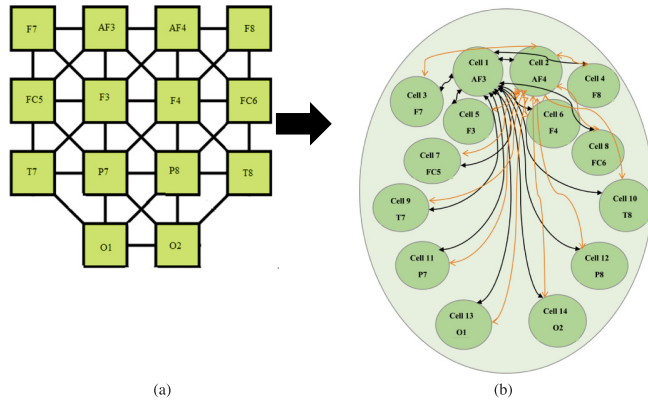 F7 AF3 AF4 F8
FC5 F3 F4 FC6
T7 P7 P8 T8
O1 O2
(a)
Cell 1
AF3
Cell 2
AF4
Cell 3
F7
Cell 4
F8
Cell 5
F3
Cell 6
F4
Cell 7
FC5
Cell 8
FC6
Cell 9
T7
Cell 10
T8
Cell 11
P7
Cell 12
P8
Cell 13
O1
Cell 14
O2
(b)